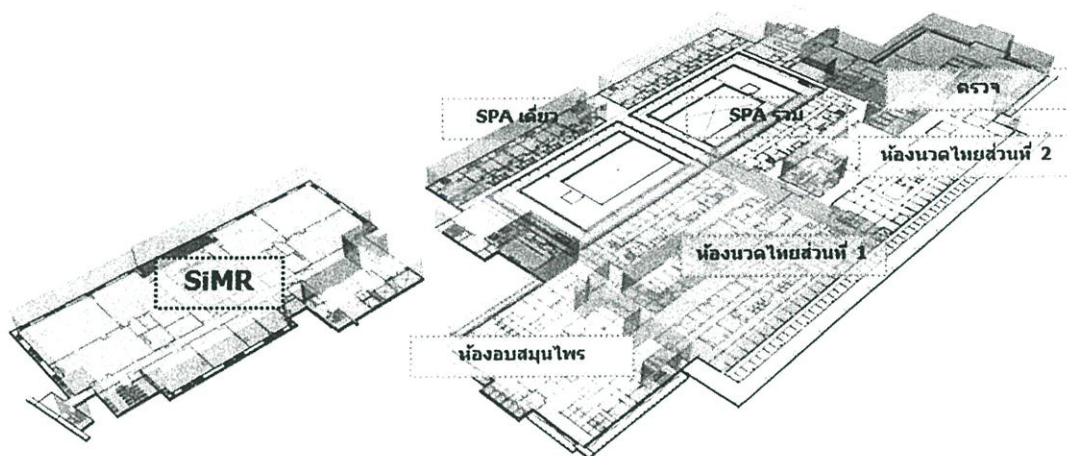 ตรวจ
SPA เดี่ยว
SPA รวม
ห้องนวดไทยส่วนที่ 2
ห้องนวดไทยส่วนที่ 1
SiMR
ห้องอบสมุนไพร